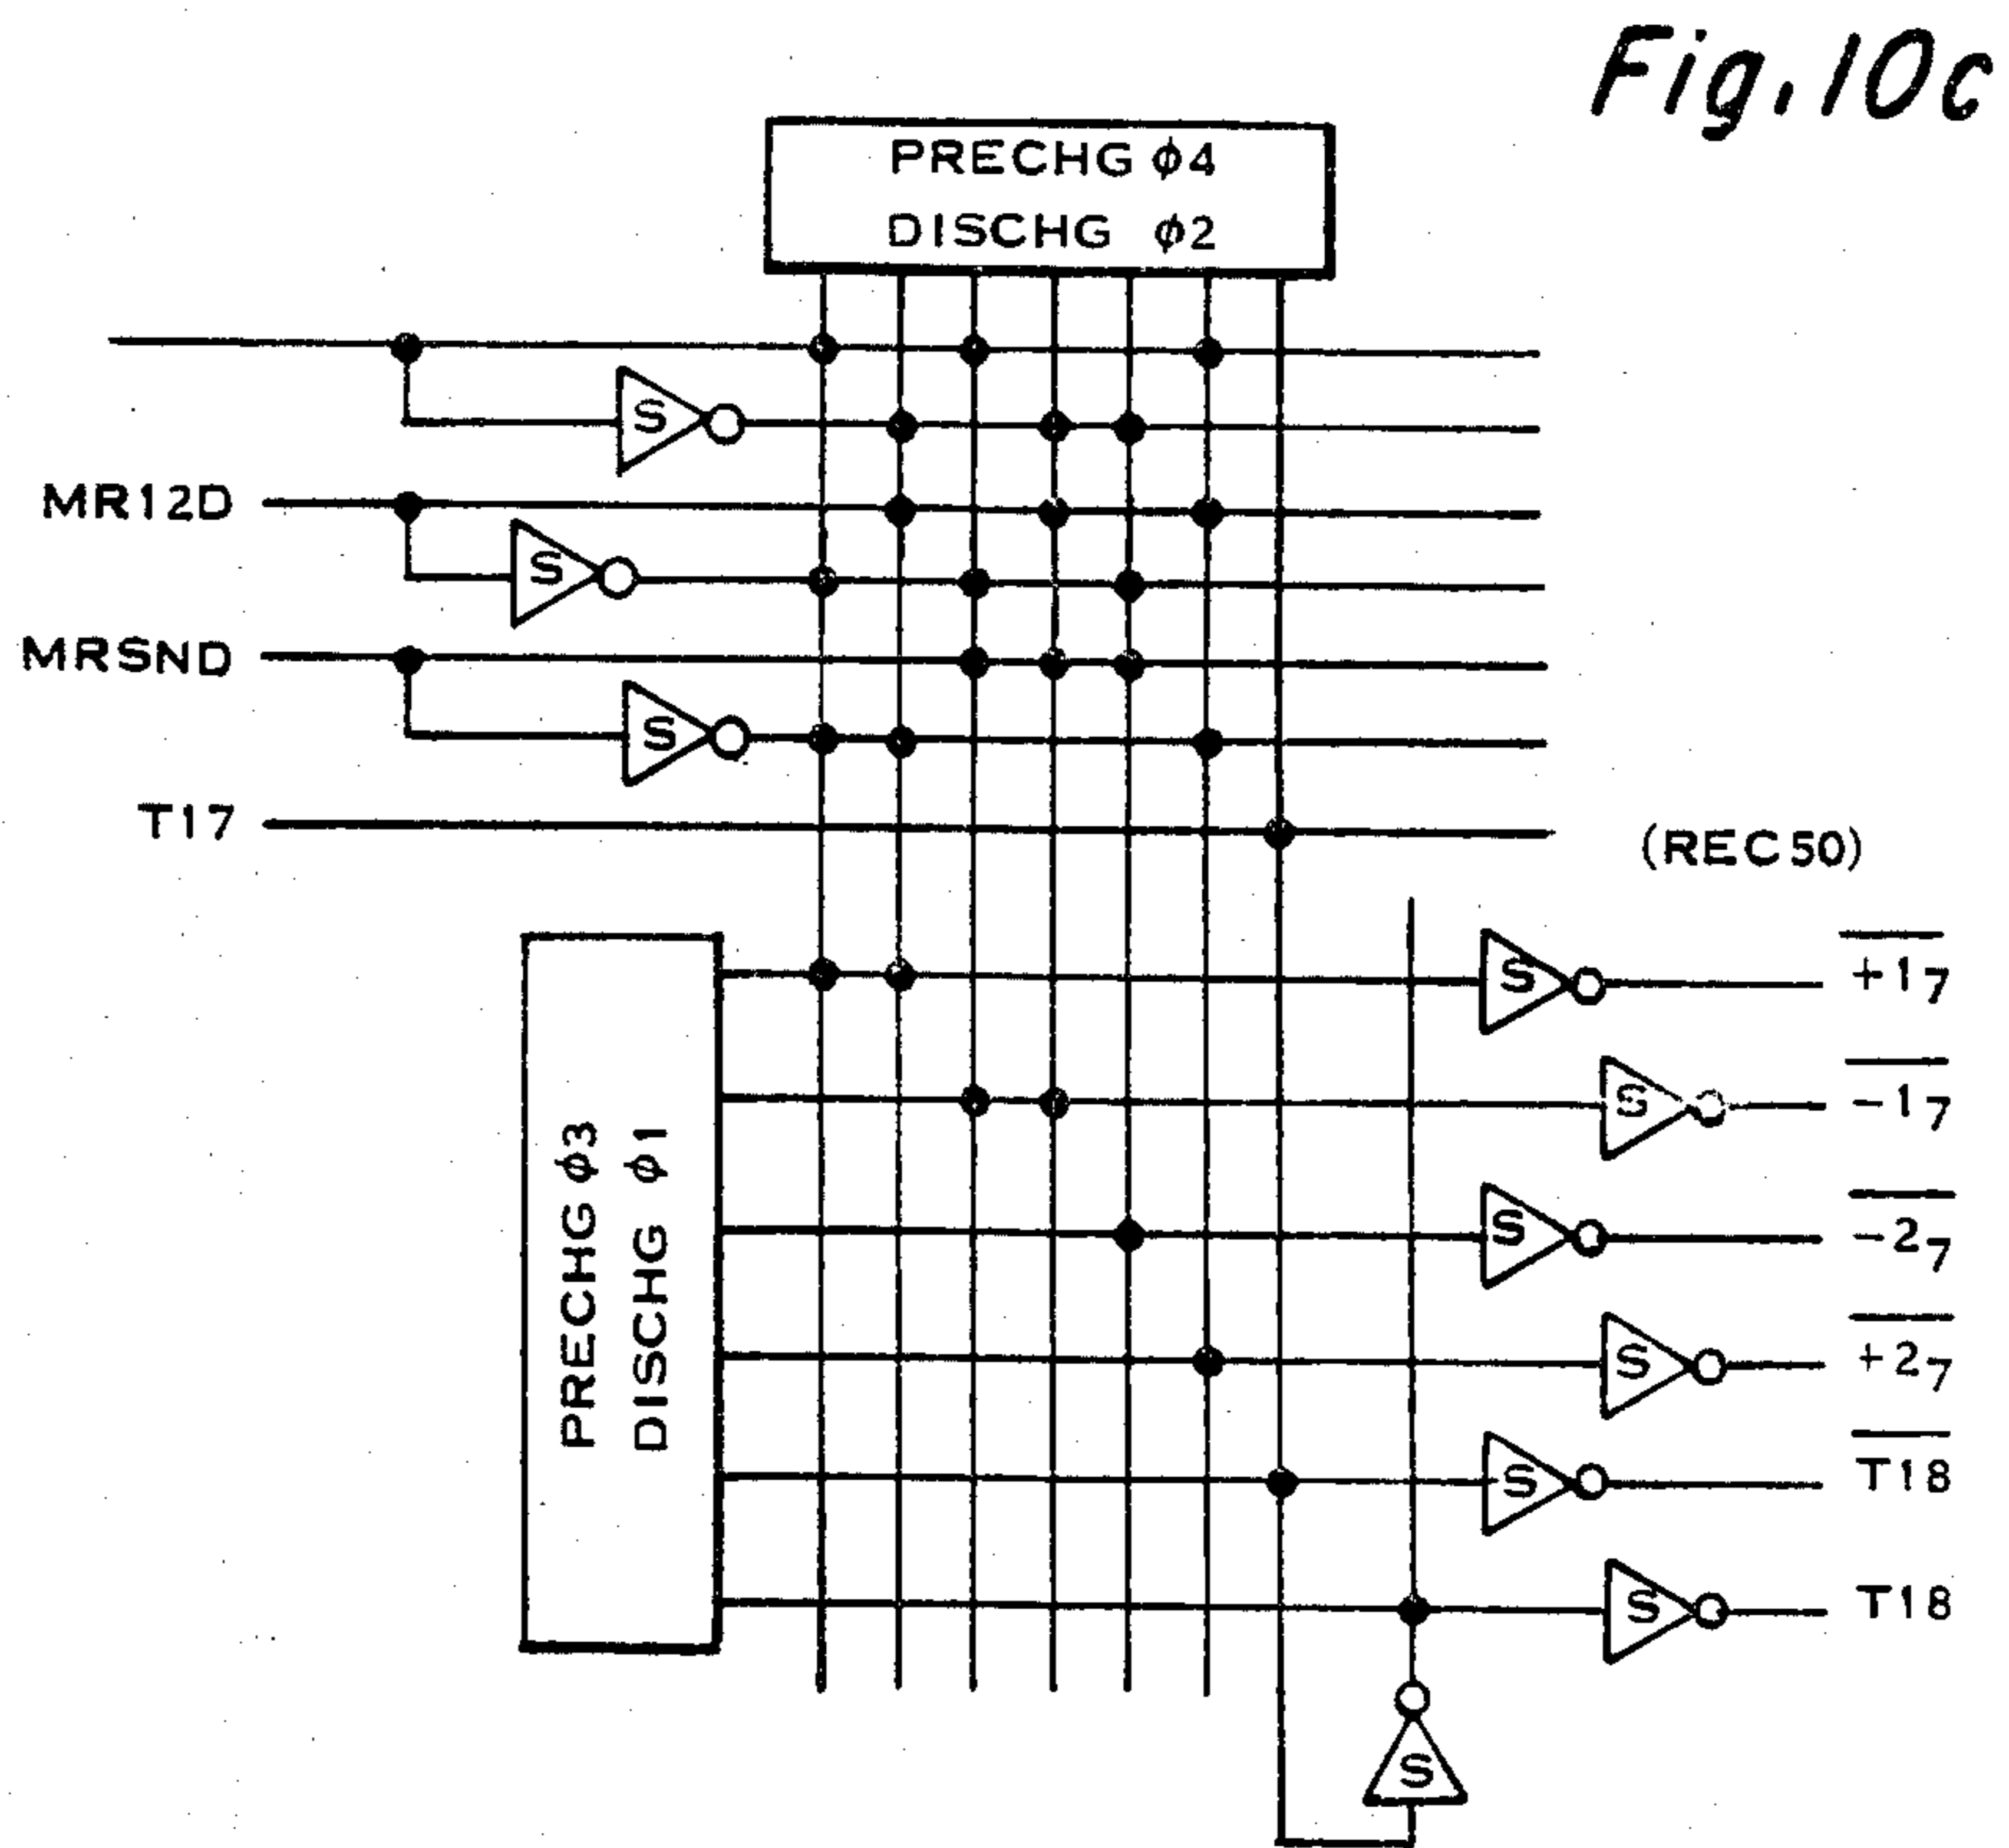 Fig. 10c
PRECHG ϕ4
DISCHG ϕ2
S
MR12D
S
MRSND
S
T17
(REC50)
PRECHG ϕ3
DISCHG ϕ1
S
+1₇
S
-1₇
S
-2₇
S
+2₇
S
T18
S
T18
S